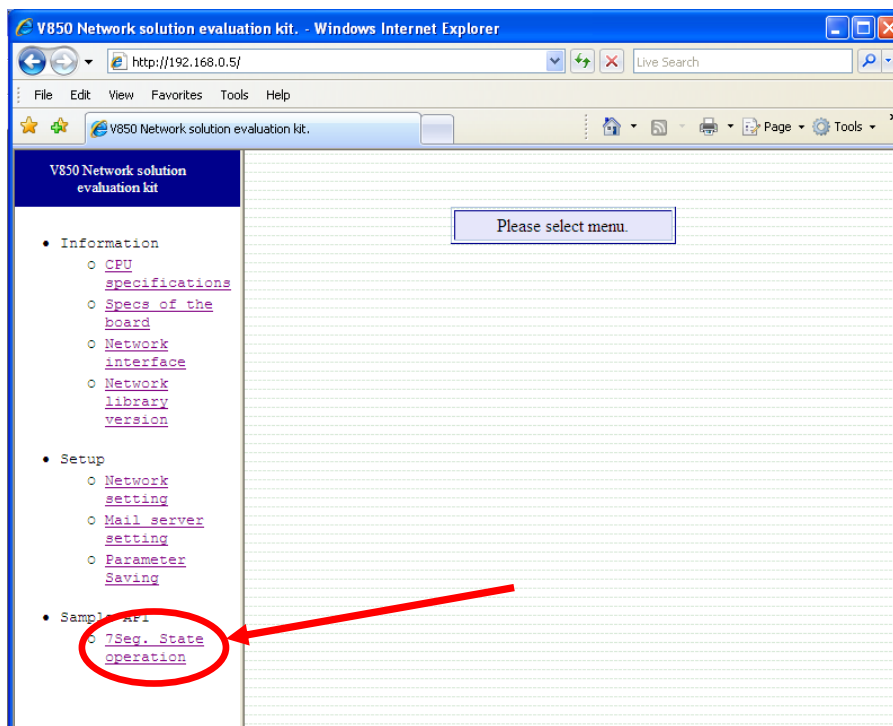 V850 Network solution evaluation kit. - Windows Internet Explorer
http://192.168.0.5/
Live Search
File Edit View Favorites Tools Help
V850 Network solution evaluation kit.
Page Tools
V850 Network solution
evaluation kit
Please select menu.
Information
CPU
specifications
Specs of the
board
Network
interface
Network
library
version
Setup
Network
setting
Mail server
setting
Parameter
Saving
Sample API
7Seg. State
operation